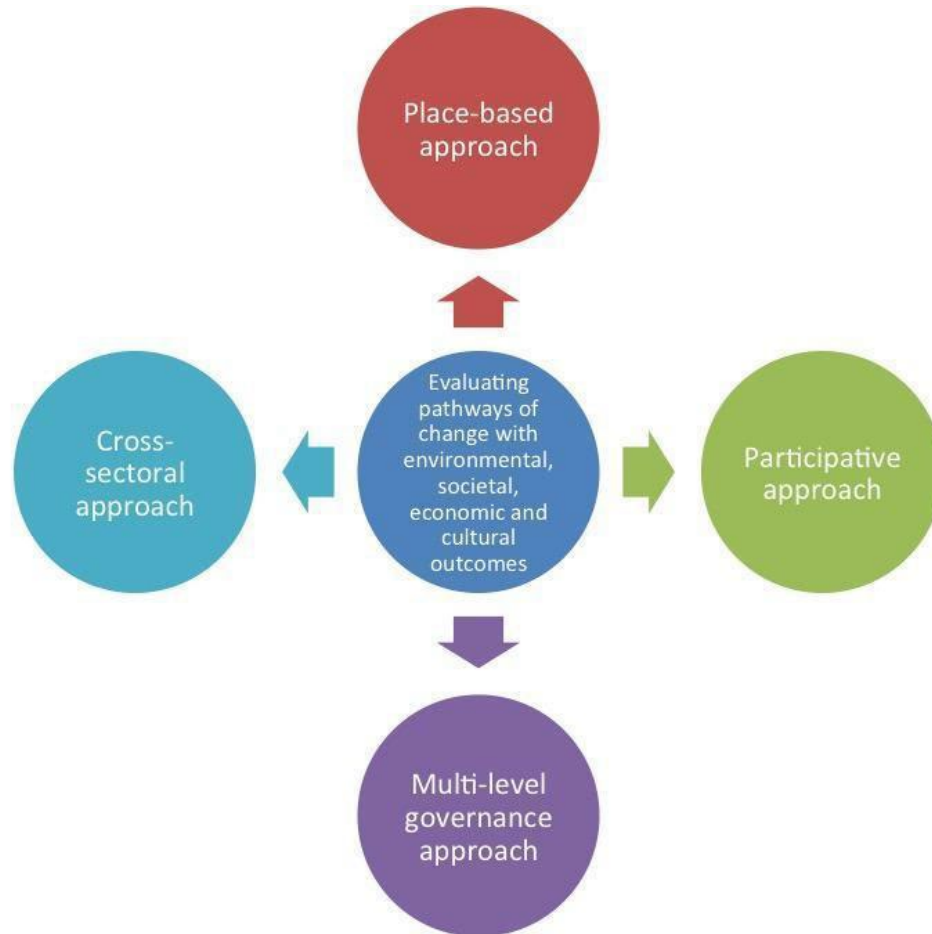 Place-based
approach
Cross-
sectoral
approach
Evaluating
pathways of
change with
environmental,
societal,
economic and
cultural
outcomes
Participative
approach
Multi-level
governance
approach